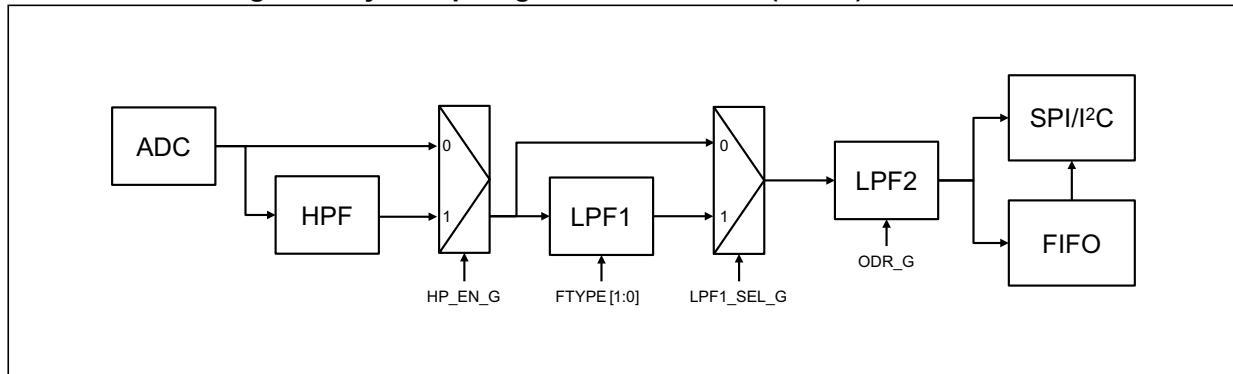 ADC
HPF
0
1
HP_EN_G
LPF1
FTYPE [1:0]
0
1
LPF1_SEL_G
LPF2
ODR_G
SPI/I²C
FIFO